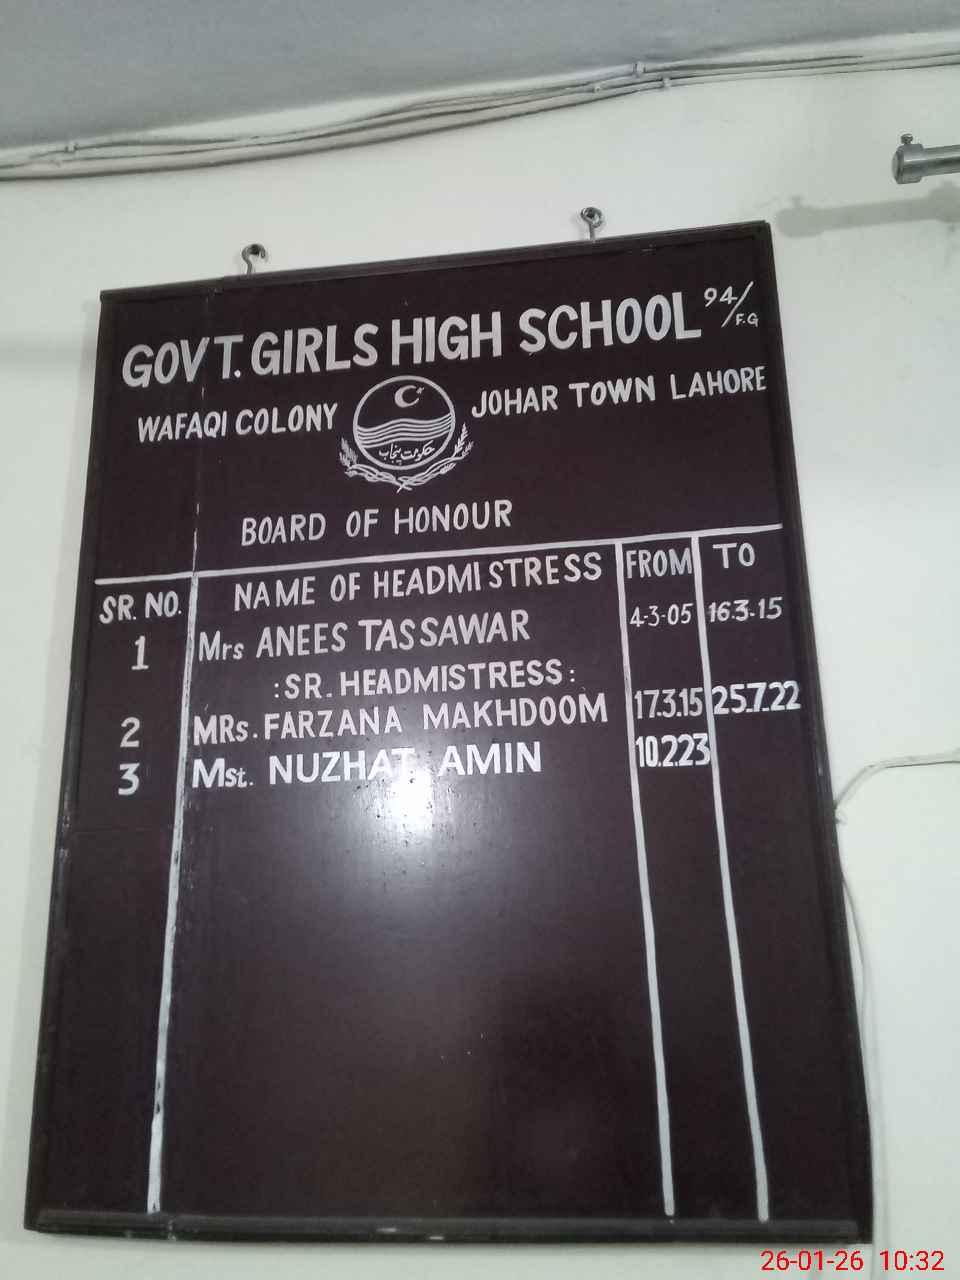 GOVT. GIRLS HIGH SCHOOL 94/F.G
WAFAQI COLONY JOHAR TOWN LAHORE
حکومت پنجاب
BOARD OF HONOUR
SR. NO. NAME OF HEADMISTRESS FROM TO
1 Mrs ANEES TASSAWAR 4-3-05 16.3-15
:SR. HEADMISTRESS:
2 MRs. FARZANA MAKHDOOM 17.3.15 25.7.22
3 Mst. NUZHAT AMIN 10.2.23
26-01-26 10:32